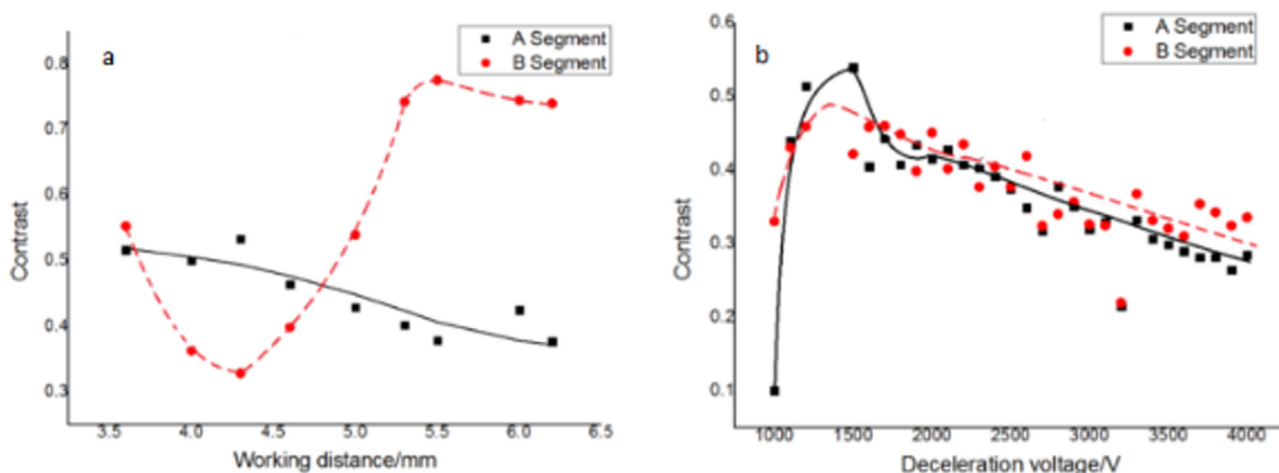 a
A Segment
B Segment
Contrast
0.8
0.7
0.6
0.5
0.4
0.3
3.5 4.0 4.5 5.0 5.5 6.0 6.5
Working distance/mm
b
A Segment
B Segment
Contrast
0.6
0.5
0.4
0.3
0.2
0.1
1000 1500 2000 2500 3000 3500 4000
Deceleration voltage/V